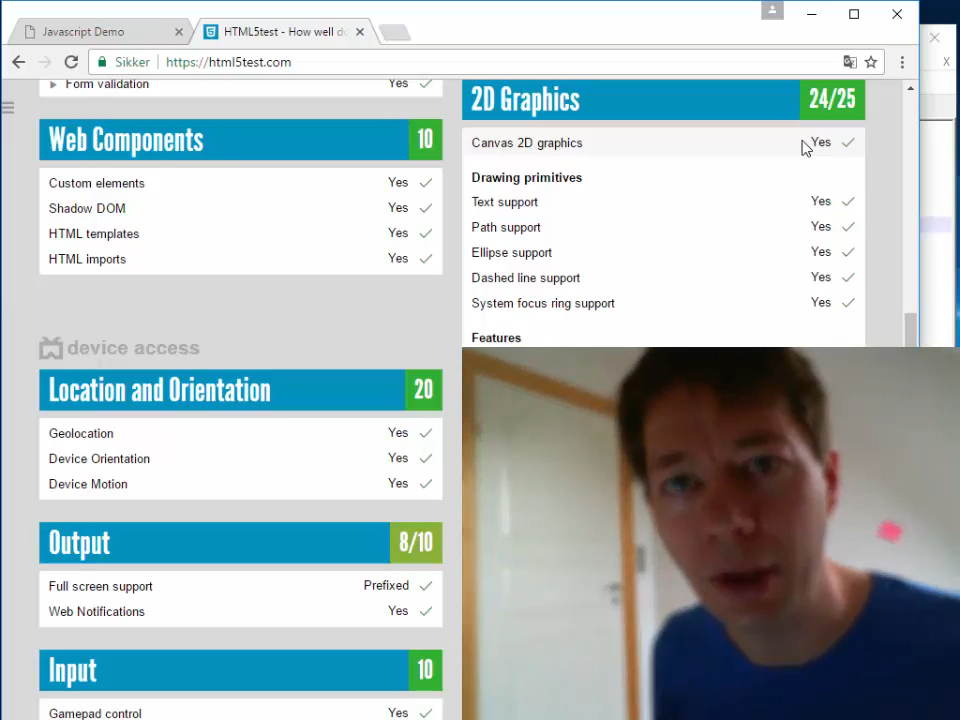 Javascript Demo
HTML5test - How well do
Sikker
https://html5test.com
Form validation
Yes
Web Components
10
Custom elements
Yes
Shadow DOM
Yes
HTML templates
Yes
HTML imports
Yes
device access
Location and Orientation
20
Geolocation
Yes
Device Orientation
Yes
Device Motion
Yes
Output
8/10
Full screen support
Prefixed
Web Notifications
Yes
Input
10
Gamepad control
Yes
2D Graphics
24/25
Canvas 2D graphics
Yes
Drawing primitives
Text support
Yes
Path support
Yes
Ellipse support
Yes
Dashed line support
Yes
System focus ring support
Yes
Features
X